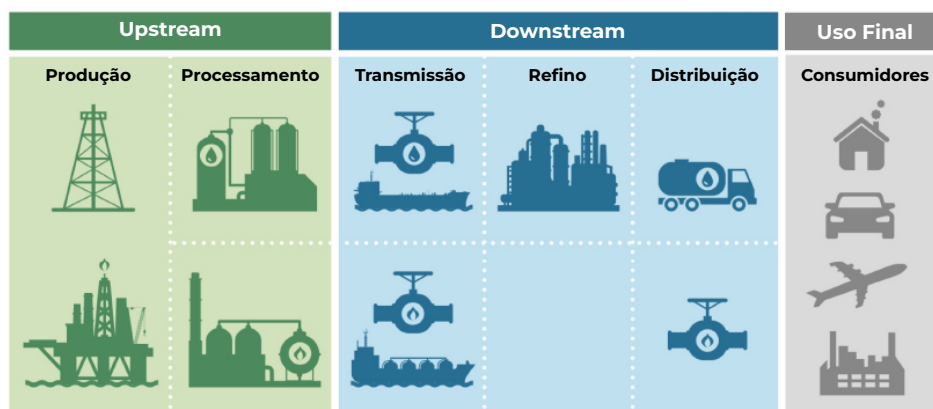 Upstream
Downstream
Uso Final
Produção
Processamento
Transmissão
Refino
Distribuição
Consumidores